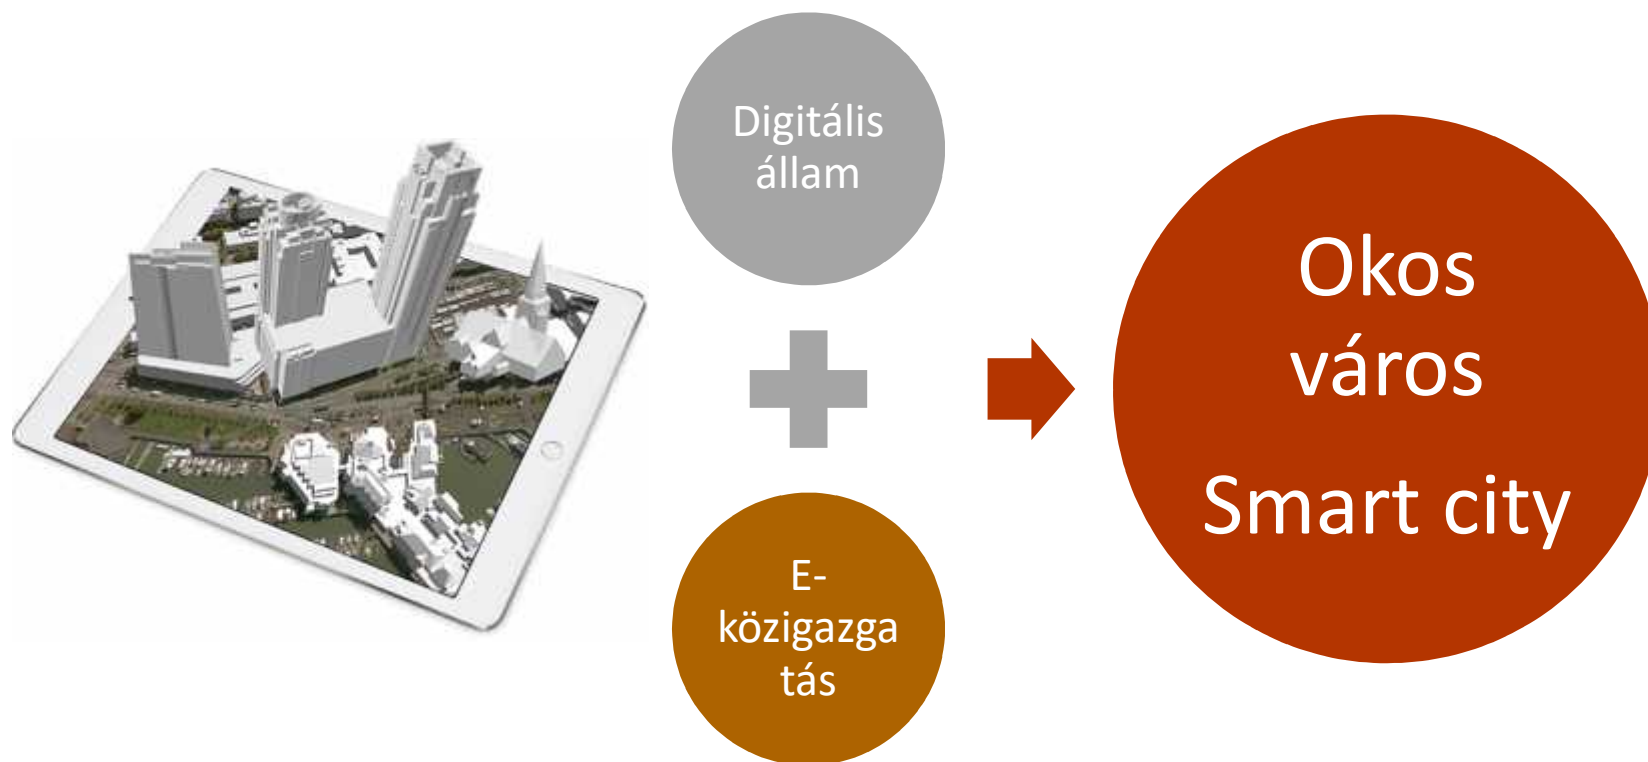 Digitális
állam
E-
közigazga
tás
Okos
város
Smart city